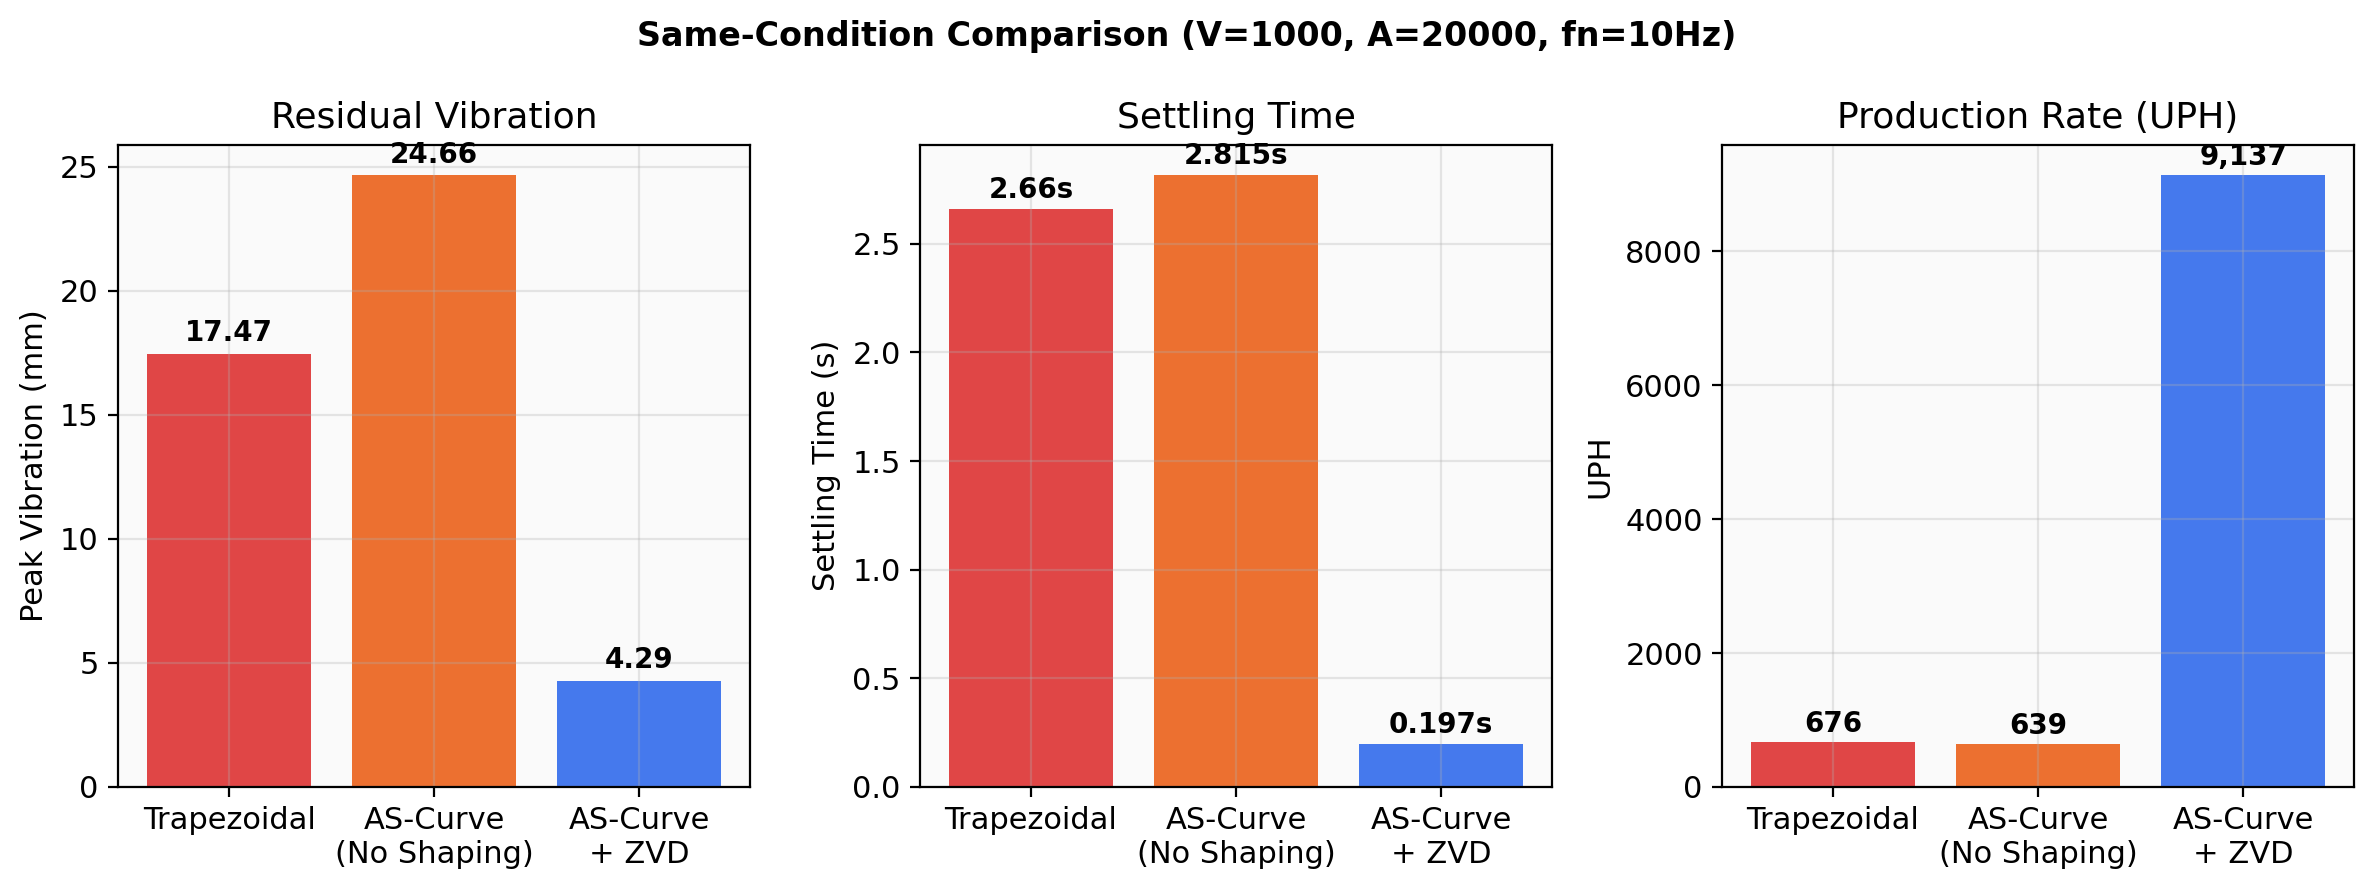 Same-Condition Comparison (V=1000, A=20000, fn=10Hz)
Residual Vibration
Peak Vibration (mm)
25
20
15
10
5
0
17.47
24.66
4.29
Trapezoidal
AS-Curve
(No Shaping)
AS-Curve
+ ZVD
Settling Time
Settling Time (s)
2.5
2.0
1.5
1.0
0.5
0.0
2.66s
2.815s
0.197s
Trapezoidal
AS-Curve
(No Shaping)
AS-Curve
+ ZVD
Production Rate (UPH)
UPH
8000
6000
4000
2000
0
676
639
9,137
Trapezoidal
AS-Curve
(No Shaping)
AS-Curve
+ ZVD